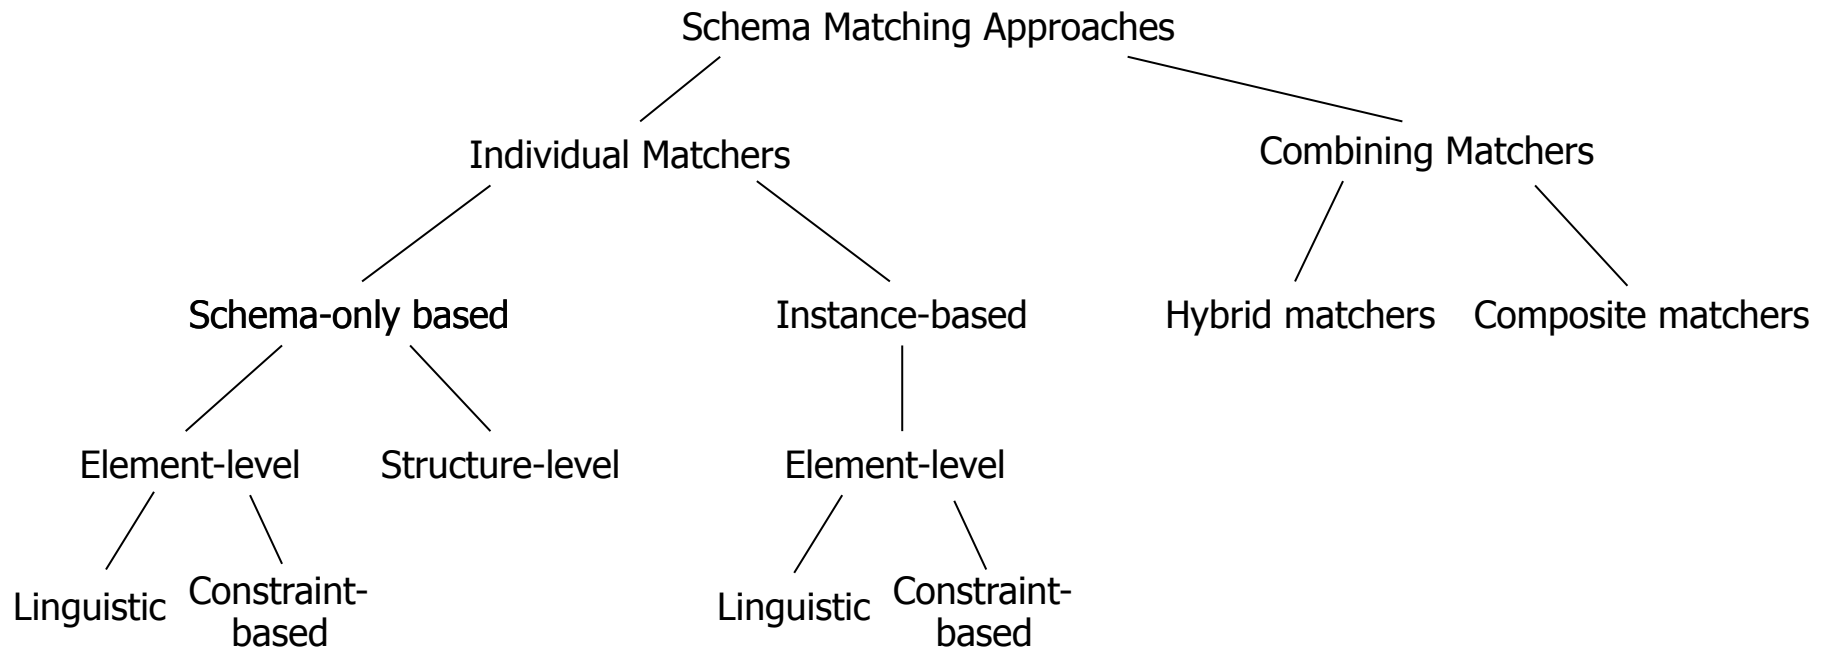 Schema Matching Approaches
Individual Matchers
Combining Matchers
Schema-only based
Instance-based
Hybrid matchers
Composite matchers
Element-level
Structure-level
Element-level
Linguistic
Constraint-
based
Linguistic
Constraint-
based